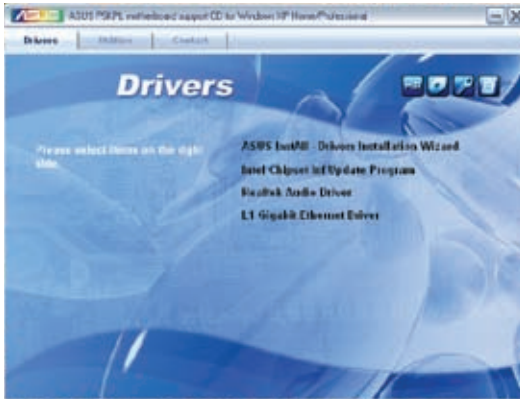 ASUS P5KPL motherboard support CD for Windows XP Home/Professional
Drivers Utilities Contact
Drivers
Please select items on the right side.
ASUS InstAll - Drivers Installation Wizard
Intel Chipset Inf Update Program
Realtek Audio Driver
L1 Gigabit Ethernet Driver